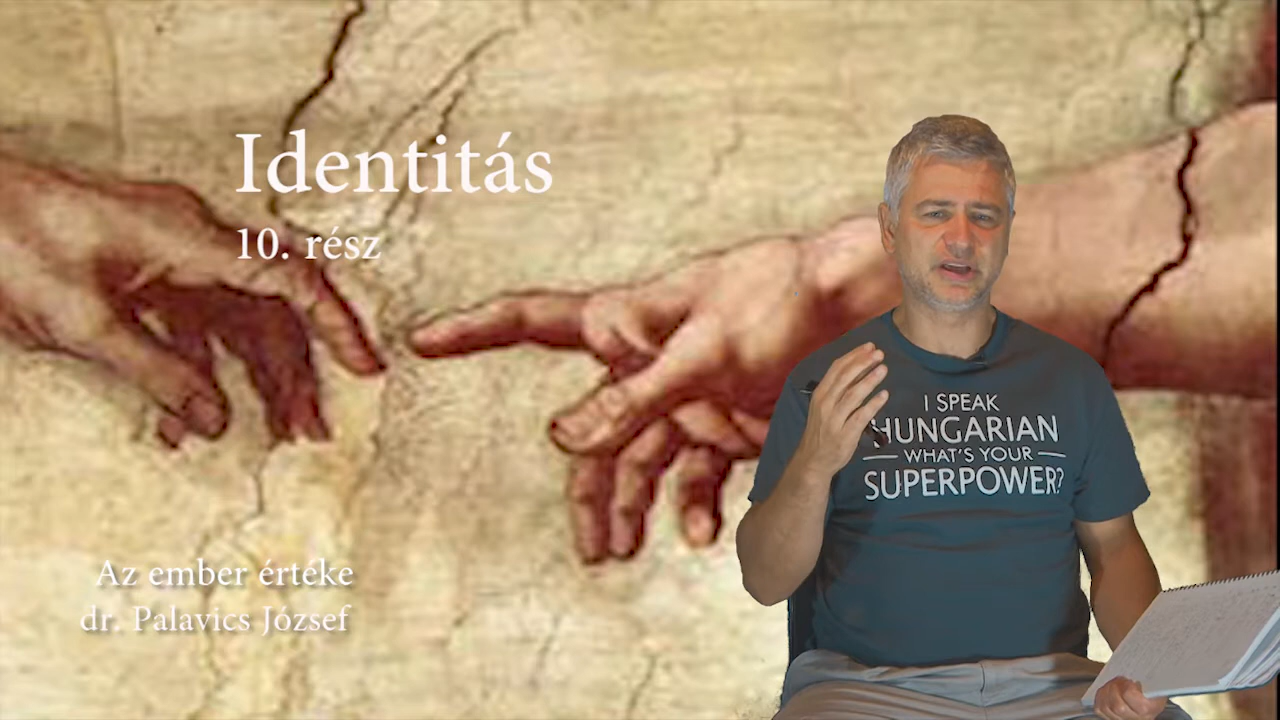 Identitás
10. rész
I SPEAK
HUNGARIAN
WHAT'S YOUR
SUPERPOWER?
Az ember értéke
dr. Palavics József